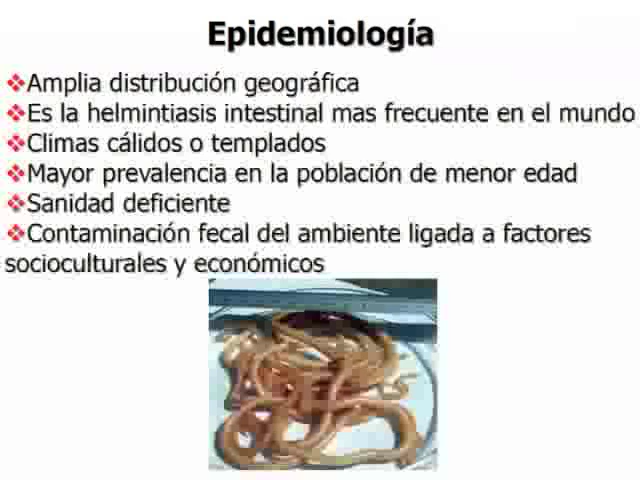 Epidemiología
❖Amplia distribución geográfica
❖Es la helmintiasis intestinal mas frecuente en el mundo
❖Climas cálidos o templados
❖Mayor prevalencia en la población de menor edad
❖Sanidad deficiente
❖Contaminación fecal del ambiente ligada a factores
socioculturales y económicos